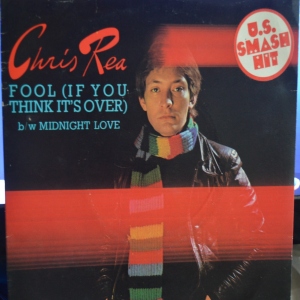 Chris Rea
U.S.
SMASH
HIT
FOOL (IF YOU
THINK IT'S OVER)
b/w MIDNIGHT LOVE